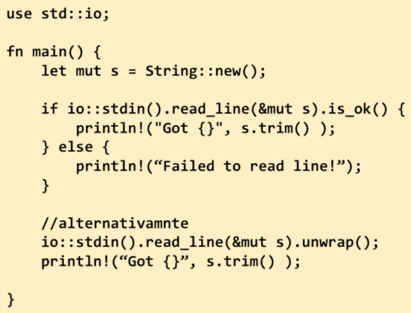 use std::io;
fn main() {
let mut s = String::new();
if io::stdin().read_line(&mut s).is_ok() {
println!("Got {}", s.trim() );
} else {
println!(“Failed to read line!”);
}
//alternativamnte
io::stdin().read_line(&mut s).unwrap();
println!(“Got {}”, s.trim() );
}